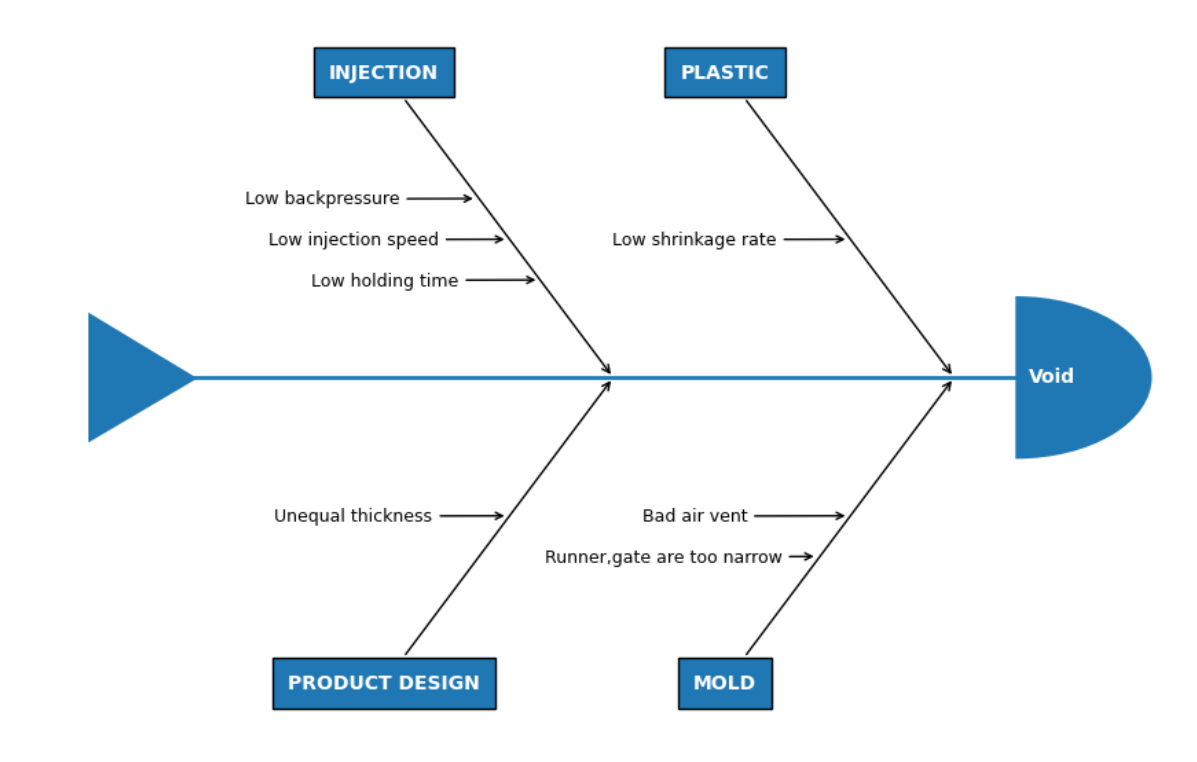 INJECTION
PLASTIC
Low backpressure
Low injection speed
Low shrinkage rate
Low holding time
Void
Unequal thickness
Bad air vent
Runner,gate are too narrow
PRODUCT DESIGN
MOLD